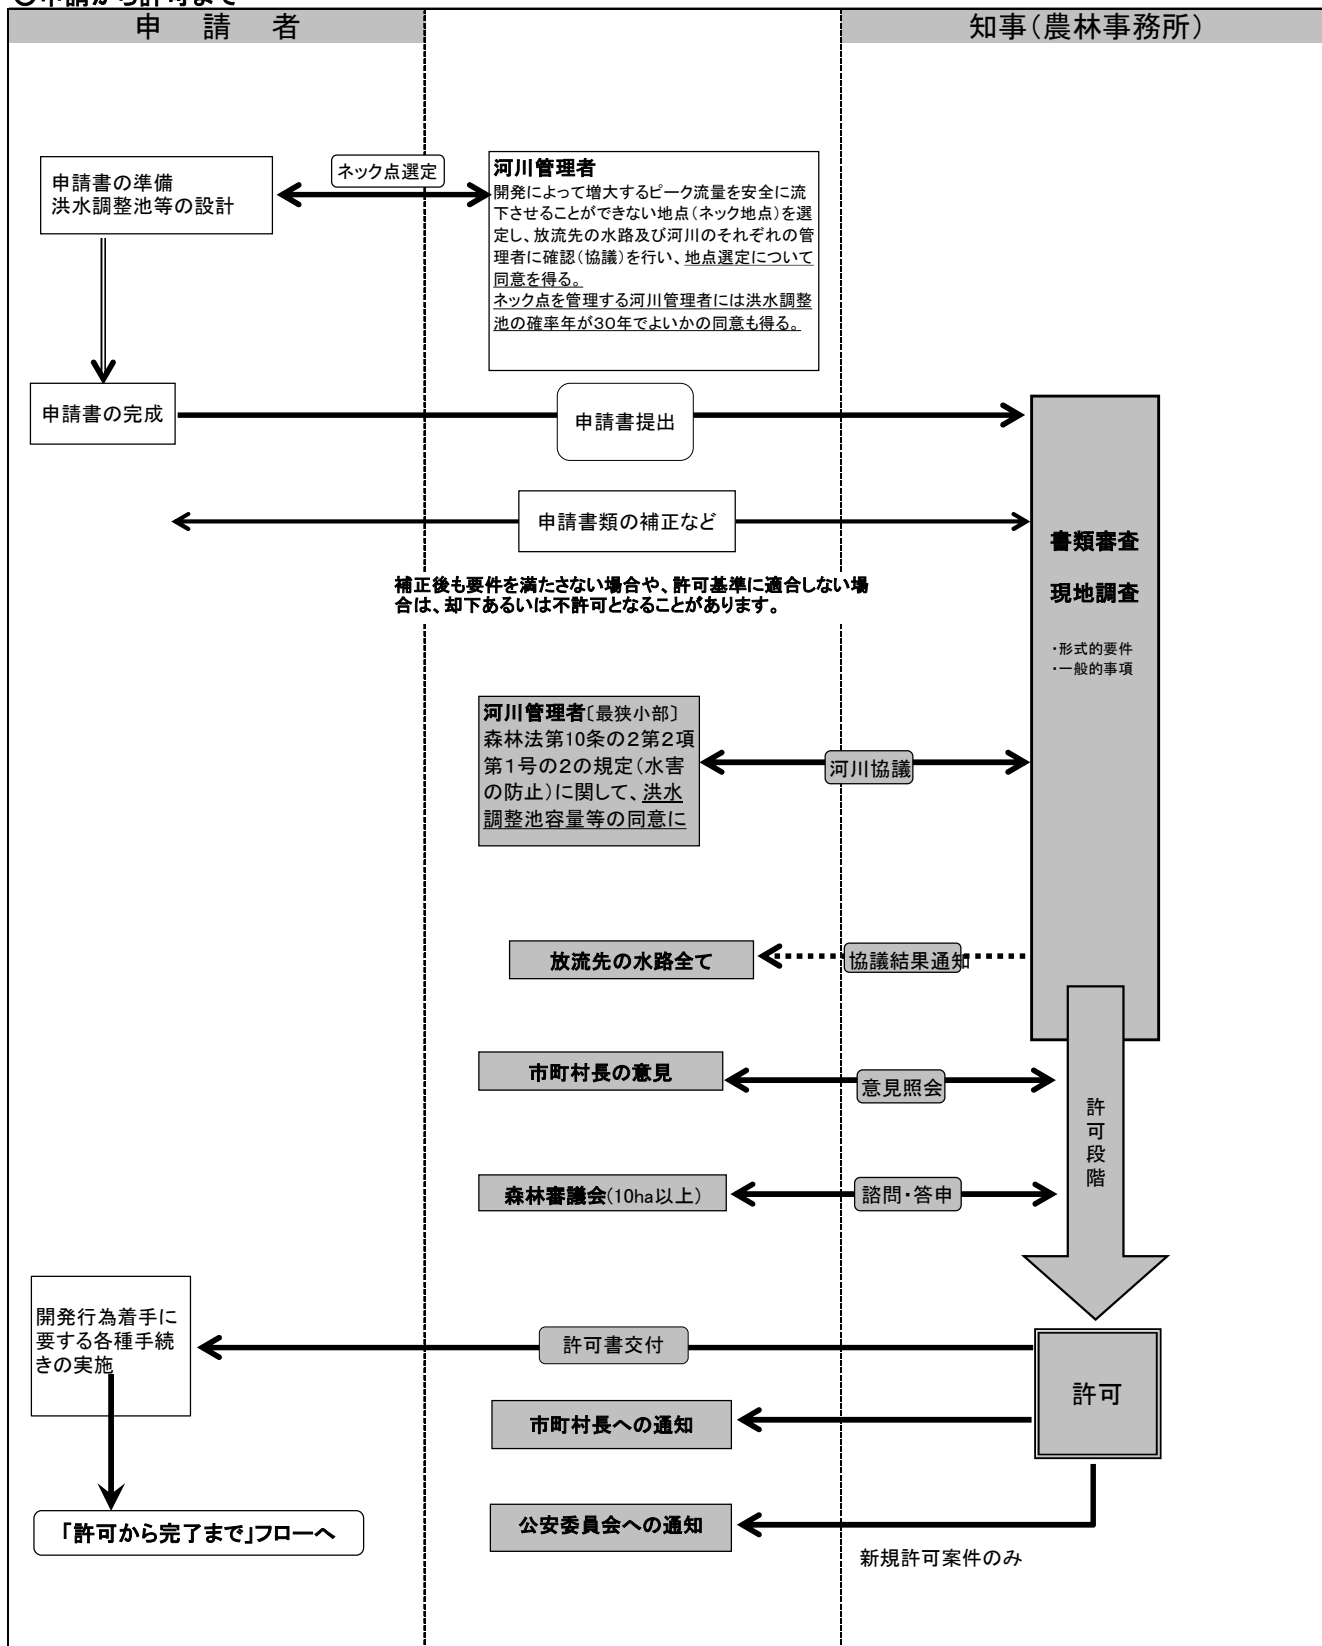 〇申請から許可まで
申　請　者
知事（農林事務所）
ネック点選定
申請書の準備
洪水調整池等の設計
河川管理者
開発によって増大するピーク流量を安全に流
下させることができない地点（ネック地点）を選
定し、放流先の水路及び河川のそれぞれの管
理者に確認（協議）を行い、地点選定について
同意を得る。
ネック点を管理する河川管理者には洪水調整
池の確率年が30年でよいかの同意も得る。
申請書の完成
申請書提出
申請書類の補正など
書類審査
現地調査
・形式的要件
・一般的事項
補正後も要件を満たさない場合や、許可基準に適合しない場
合は、却下あるいは不許可となることがあります。
河川管理者〔最狭小部〕
森林法第10条の2第2項
第1号の2の規定（水害
の防止）に関して、洪水
調整池容量等の同意に
河川協議
放流先の水路全て
協議結果通知
市町村長の意見
意見照会
許可段階
森林審議会(10ha以上)
諮問・答申
開発行為着手に
要する各種手続
きの実施
許可書交付
許可
市町村長への通知
「許可から完了まで」フローへ
公安委員会への通知
新規許可案件のみ